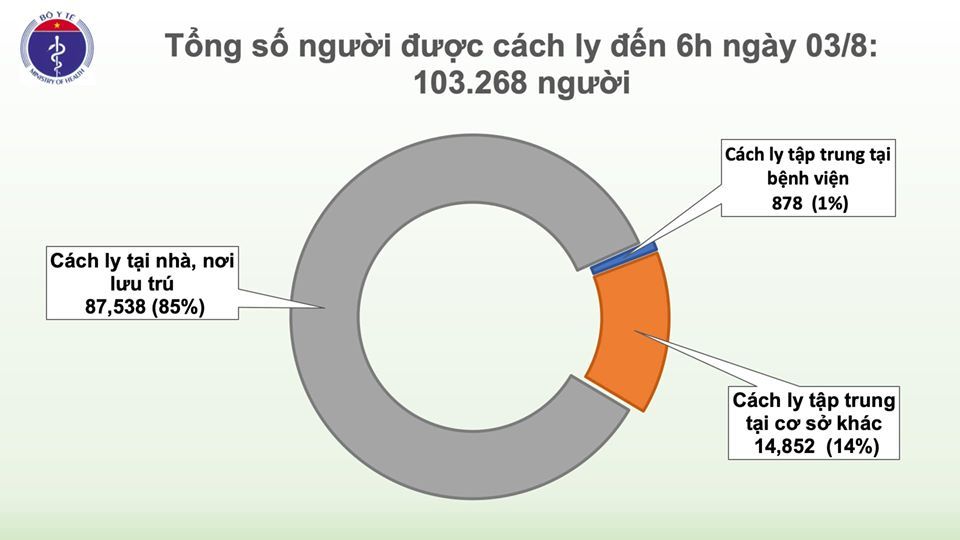 BỘ Y TẾ
MINISTRY OF HEALTH
Tổng số người được cách ly đến 6h ngày 03/8:
103.268 người
Cách ly tập trung tại
bệnh viện
878 (1%)
Cách ly tại nhà, nơi
lưu trú
87,538 (85%)
Cách ly tập trung
tại cơ sở khác
14,852 (14%)